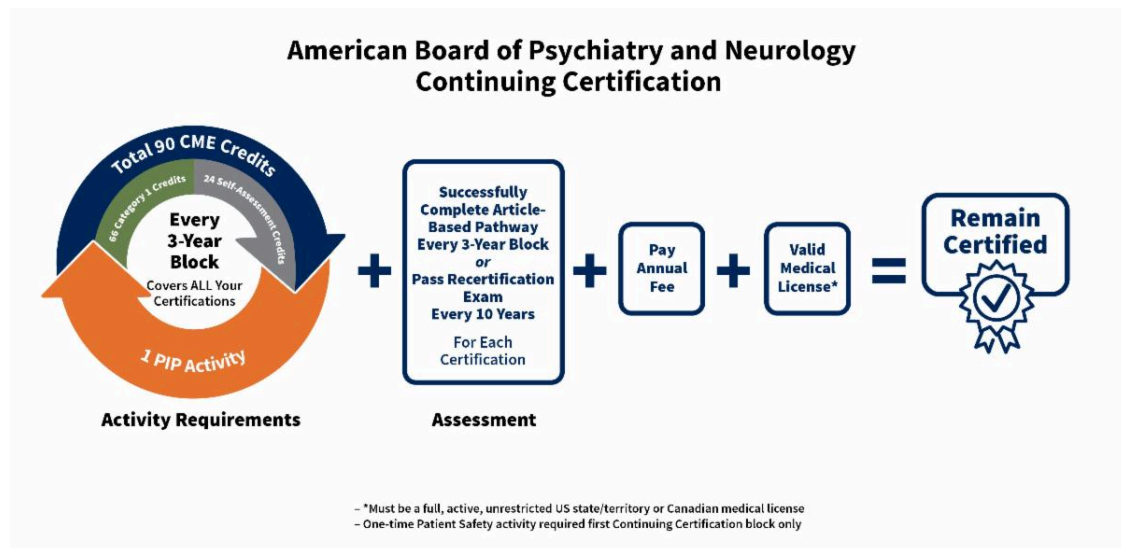 American Board of Psychiatry and Neurology
Continuing Certification
Total 90 CME Credits
66 Category 1 Credits
24 Self-Assessment Credits
Every
3-Year
Block
Covers ALL Your
Certifications
1 PIP Activity
Activity Requirements
+
Successfully
Complete Article-
Based Pathway
Every 3-Year Block
or
Pass Recertification
Exam
Every 10 Years
For Each
Certification
Assessment
+
Pay
Annual
Fee
+
Valid
Medical
License*
=
Remain
Certified
– *Must be a full, active, unrestricted US state/territory or Canadian medical license
– One-time Patient Safety activity required first Continuing Certification block only